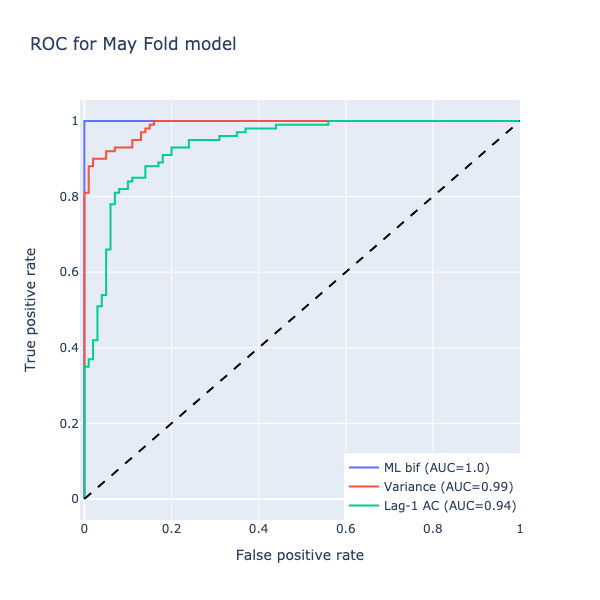 ROC for May Fold model
True positive rate
1
0.8
0.6
0.4
0.2
0
0 0.2 0.4 0.6 0.8 1
False positive rate
ML bif (AUC=1.0)
Variance (AUC=0.99)
Lag-1 AC (AUC=0.94)